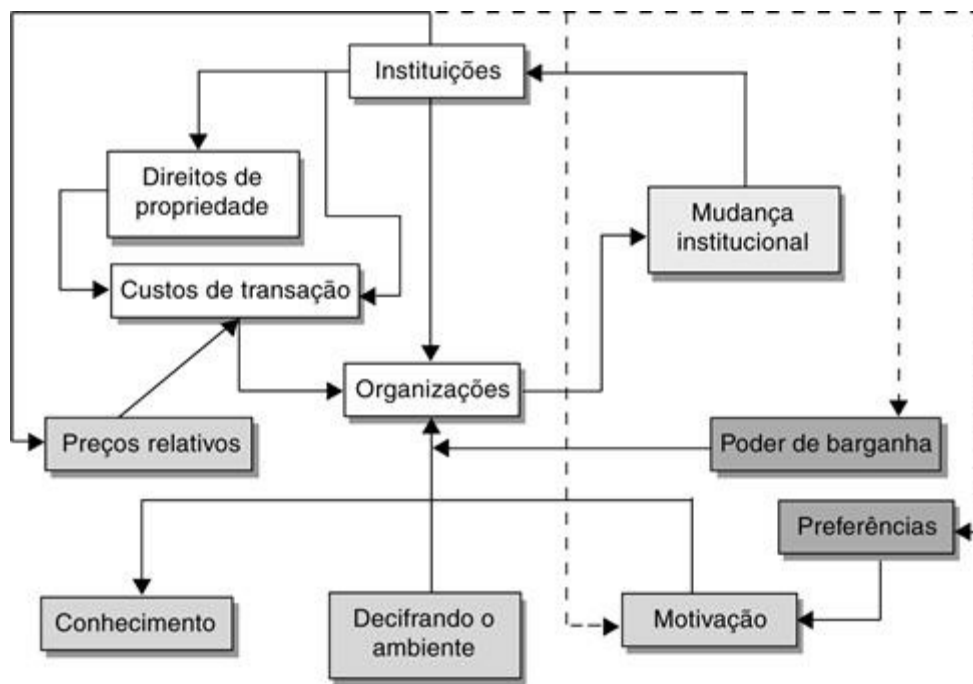 Instituições
Direitos de
propriedade
Mudança
institucional
Custos de transação
Organizações
Preços relativos
Poder de barganha
Preferências
Conhecimento
Decifrando o
ambiente
Motivação